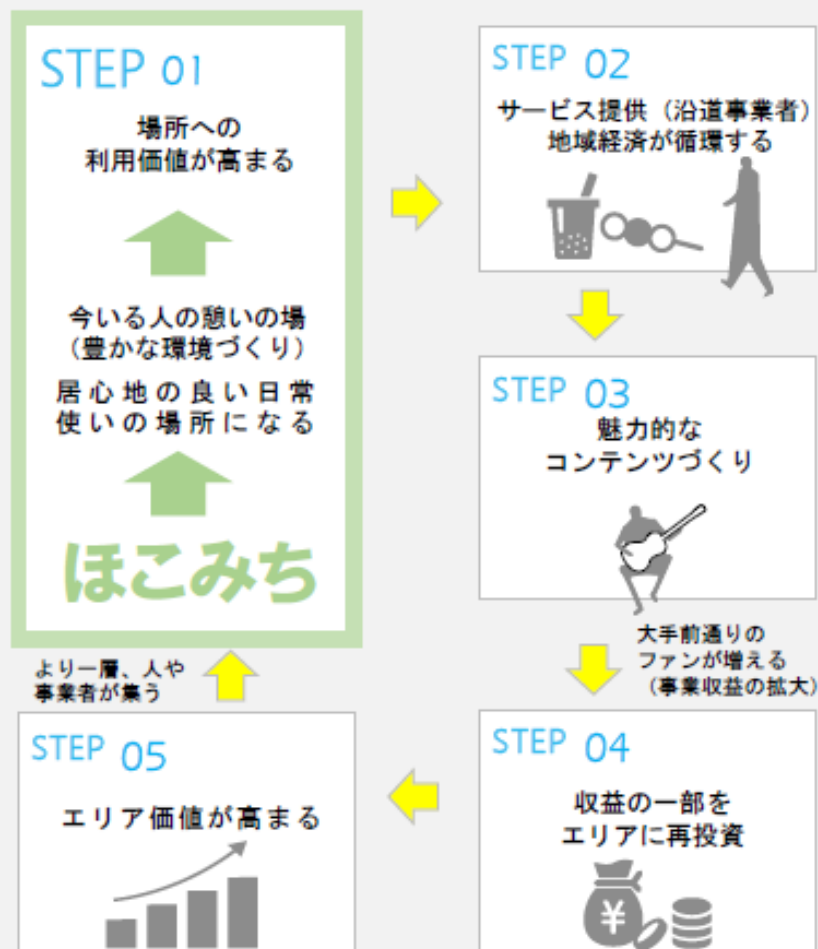 STEP 01
場所への
利用価値が高まる
今いる人の憩いの場
（豊かな環境づくり）
居心地の良い日常
使いの場所になる
ほこみち
STEP 02
サービス提供（沿道事業者）
地域経済が循環する
STEP 03
魅力的な
コンテンツづくり
大手前通りの
ファンが増える
（事業収益の拡大）
STEP 04
収益の一部を
エリアに再投資
¥
STEP 05
エリア価値が高まる
より一層、人や
事業者が集う